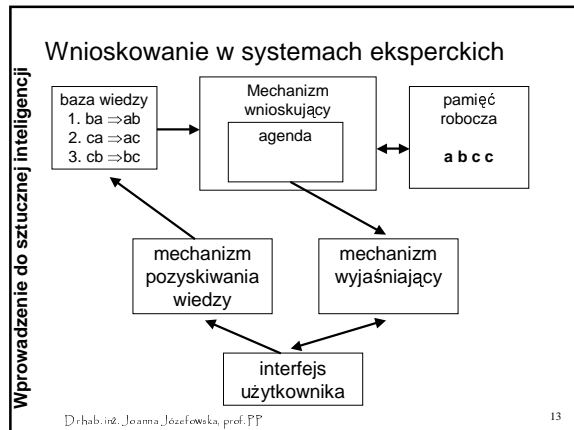 Wnioskowanie w systemach eksperckich
Wprowadzenie do sztucznej inteligencji
baza wiedzy
1. ba ⇒ab
2. ca ⇒ac
3. cb ⇒bc
Mechanizm
wnioskujący
agenda
pamięć
robocza
a b c c
mechanizm
pozyskiwania
wiedzy
mechanizm
wyjaśniający
interfejs
użytkownika
Dr hab. inż. Joanna Józefowska, prof. PP
13